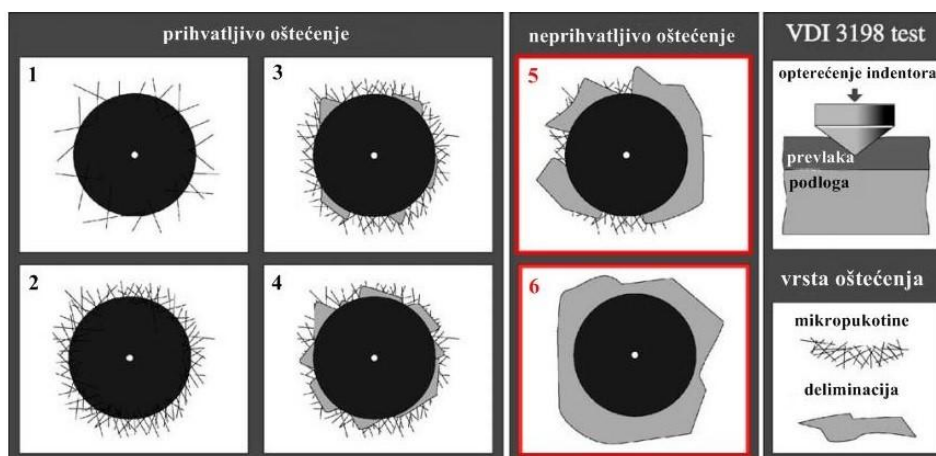 prihvatljivo oštećenje
1
3
2
4
neprihvatljivo oštećenje
5
6
VDI 3198 test
opterećenje indentora
prevlaka
podloga
vrsta oštećenja
mikropukotine
deliminacija